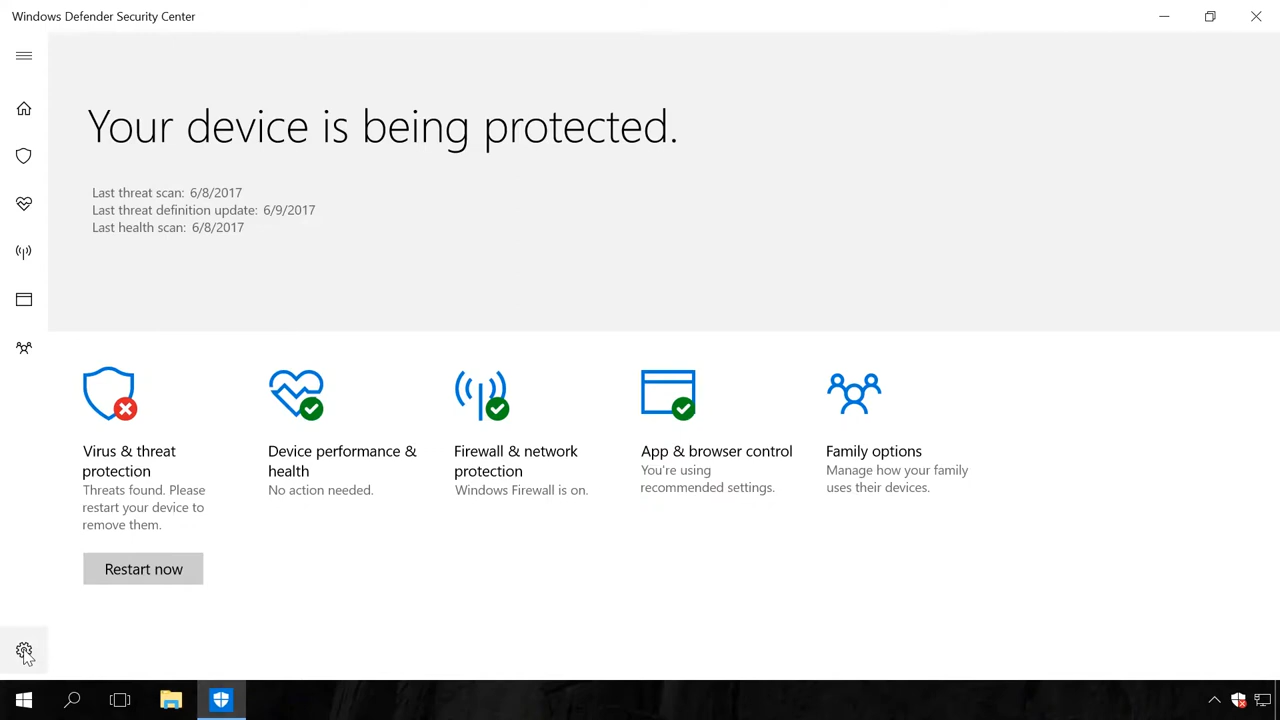 Windows Defender Security Center
Your device is being protected.
Last threat scan: 6/8/2017
Last threat definition update: 6/9/2017
Last health scan: 6/8/2017
Virus & threat
protection
Threats found. Please
restart your device to
remove them.
Restart now
Device performance &
health
No action needed.
Firewall & network
protection
Windows Firewall is on.
App & browser control
You're using
recommended settings.
Family options
Manage how your family
uses their devices.